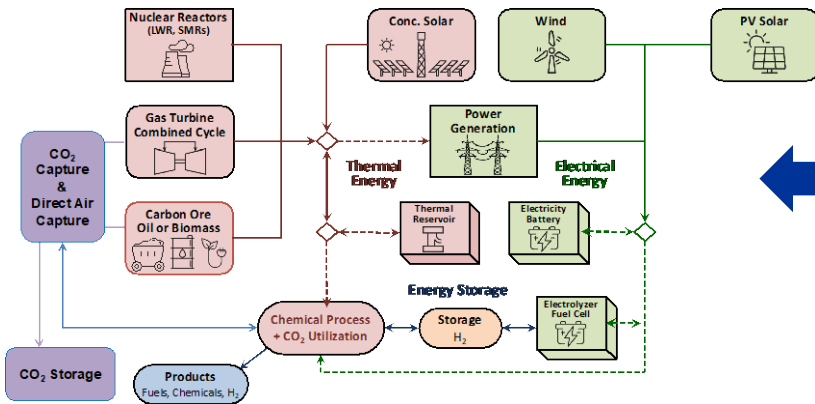 Nuclear Reactors
(LWR, SMRs)
Conc. Solar
Wind
PV Solar
Gas Turbine
Combined Cycle
Power
Generation
CO₂
Capture
&
Direct Air
Capture
Thermal
Energy
Electrical
Energy
Carbon Ore
Oil or Biomass
Thermal
Reservoir
Electricity
Battery
Energy Storage
Chemical Process
+ CO₂ Utilization
Storage
H₂
Electrolyzer
Fuel Cell
CO₂ Storage
Products
Fuels, Chemicals, H₂